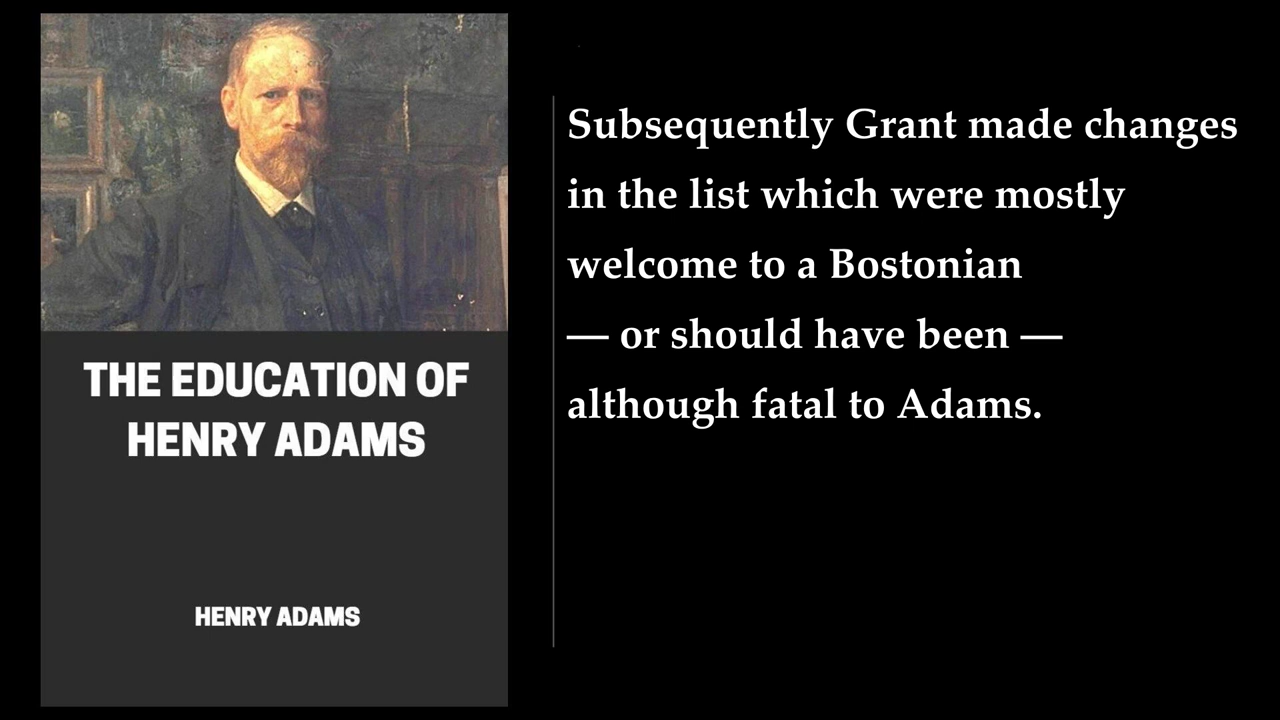 THE EDUCATION OF
HENRY ADAMS
HENRY ADAMS
Subsequently Grant made changes
in the list which were mostly
welcome to a Bostonian
— or should have been —
although fatal to Adams.